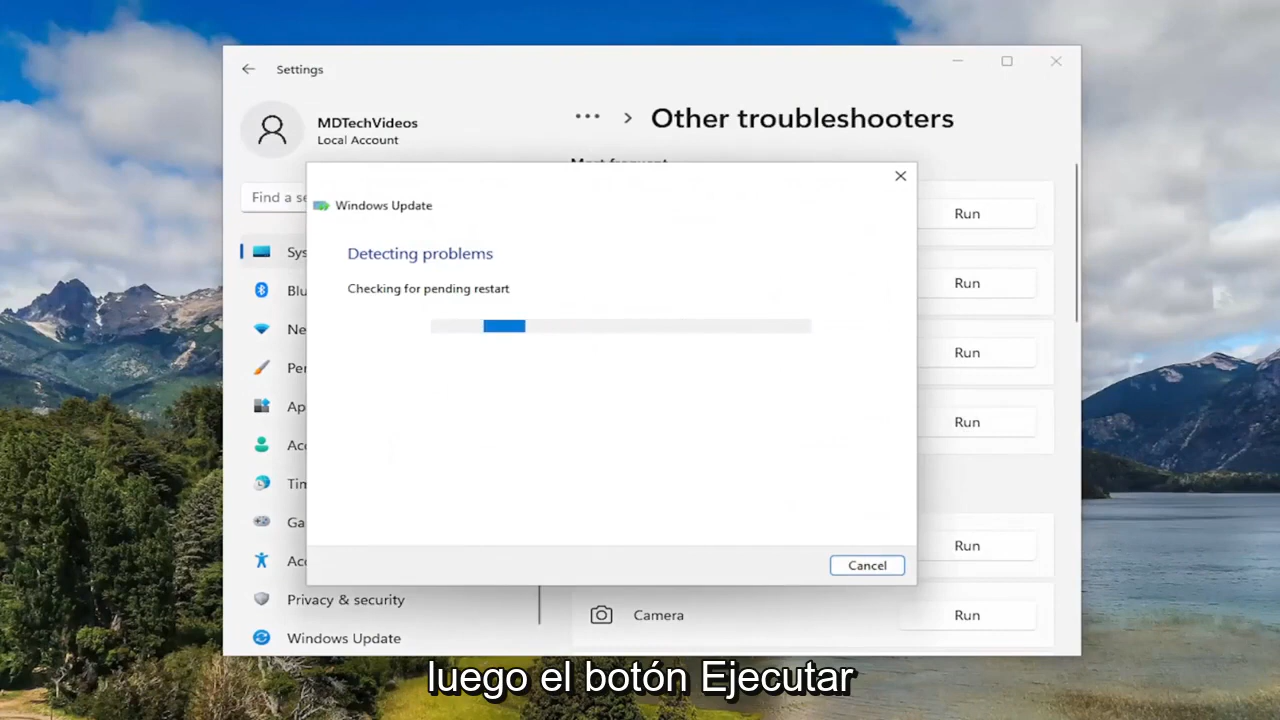 Settings
MDTechVideos
Local Account
Other troubleshooters
Most frequent
Find a se
Windows Update
Run
Detecting problems
Sys
Checking for pending restart
Run
Blu
Ne
Run
Per
Ap
Run
Acc
Tim
Ga
Run
Acc
Cancel
Privacy & security
Camera
Run
Windows Update
luego el botón Ejecutar